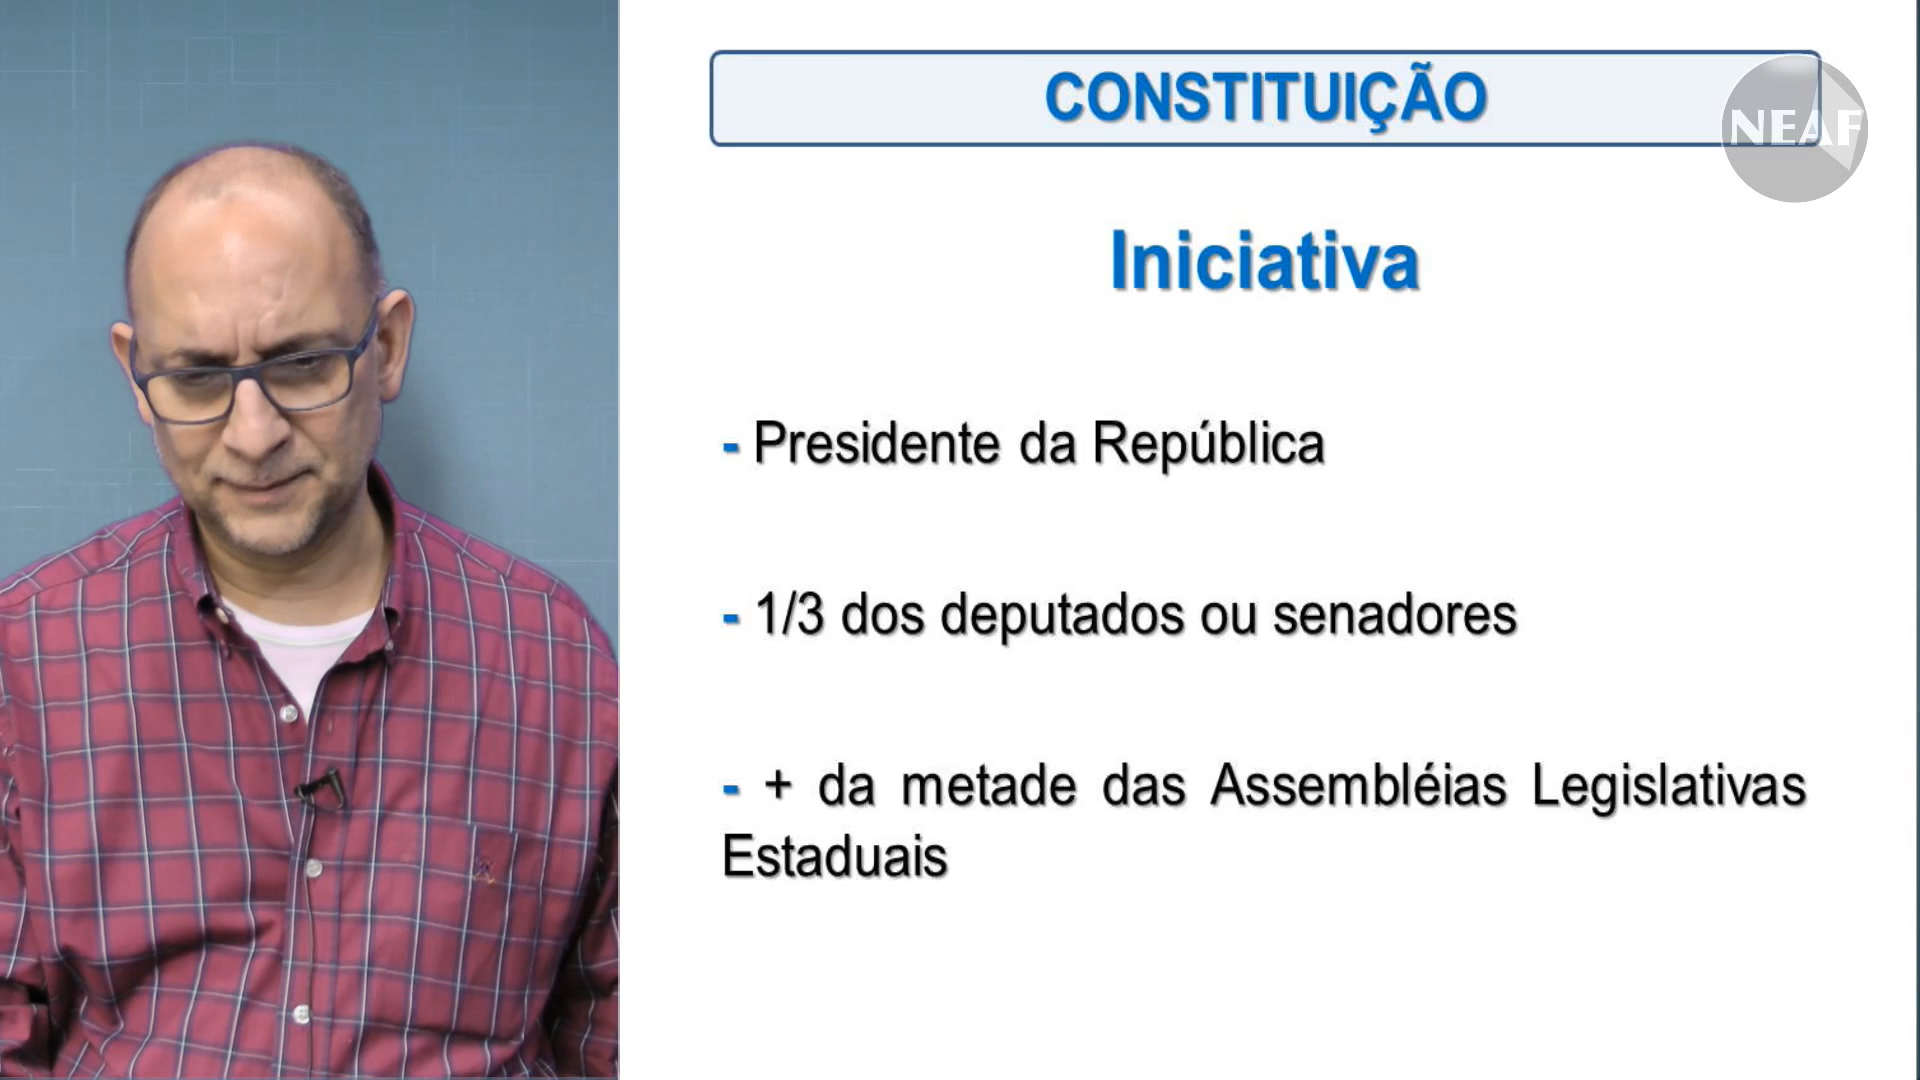 CONSTITUIÇÃO
NEAF
Iniciativa
- Presidente da República
- 1/3 dos deputados ou senadores
- + da metade das Assembléias Legislativas
Estaduais